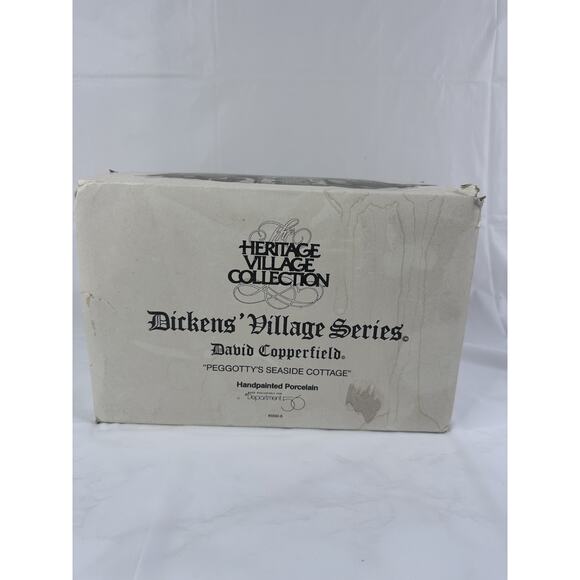 The
HERITAGE
VILLAGE
COLLECTION
Dickens' Village Series©
David Copperfield®
"PEGGOTTY'S SEASIDE COTTAGE"
Handpainted Porcelain
Department 56